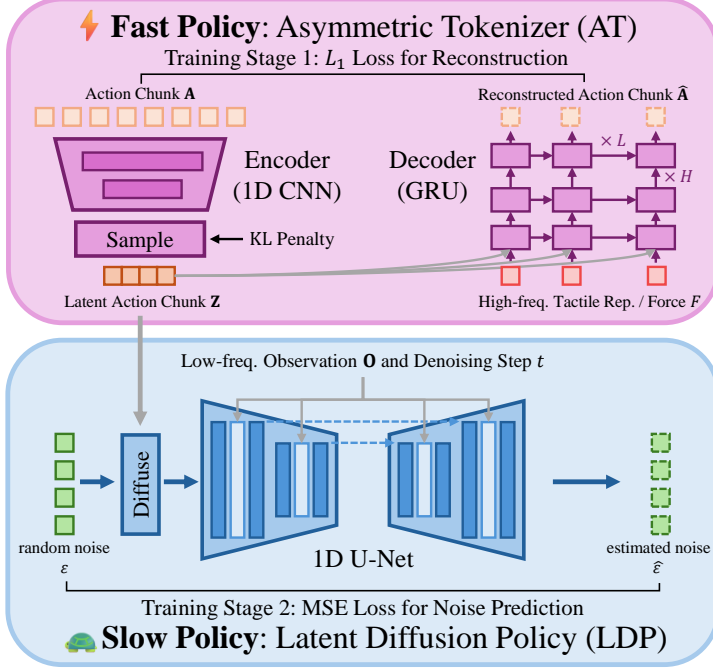 Fast Policy: Asymmetric Tokenizer (AT)
Training Stage 1: L₁ Loss for Reconstruction
Action Chunk A
Reconstructed Action Chunk Â
× L
× H
Encoder
(1D CNN)
Decoder
(GRU)
Sample
KL Penalty
Latent Action Chunk Z
High-freq. Tactile Rep. / Force F
Low-freq. Observation O and Denoising Step t
Diffuse
random noise
ε
1D U-Net
estimated noise
ε̂
Training Stage 2: MSE Loss for Noise Prediction
Slow Policy: Latent Diffusion Policy (LDP)